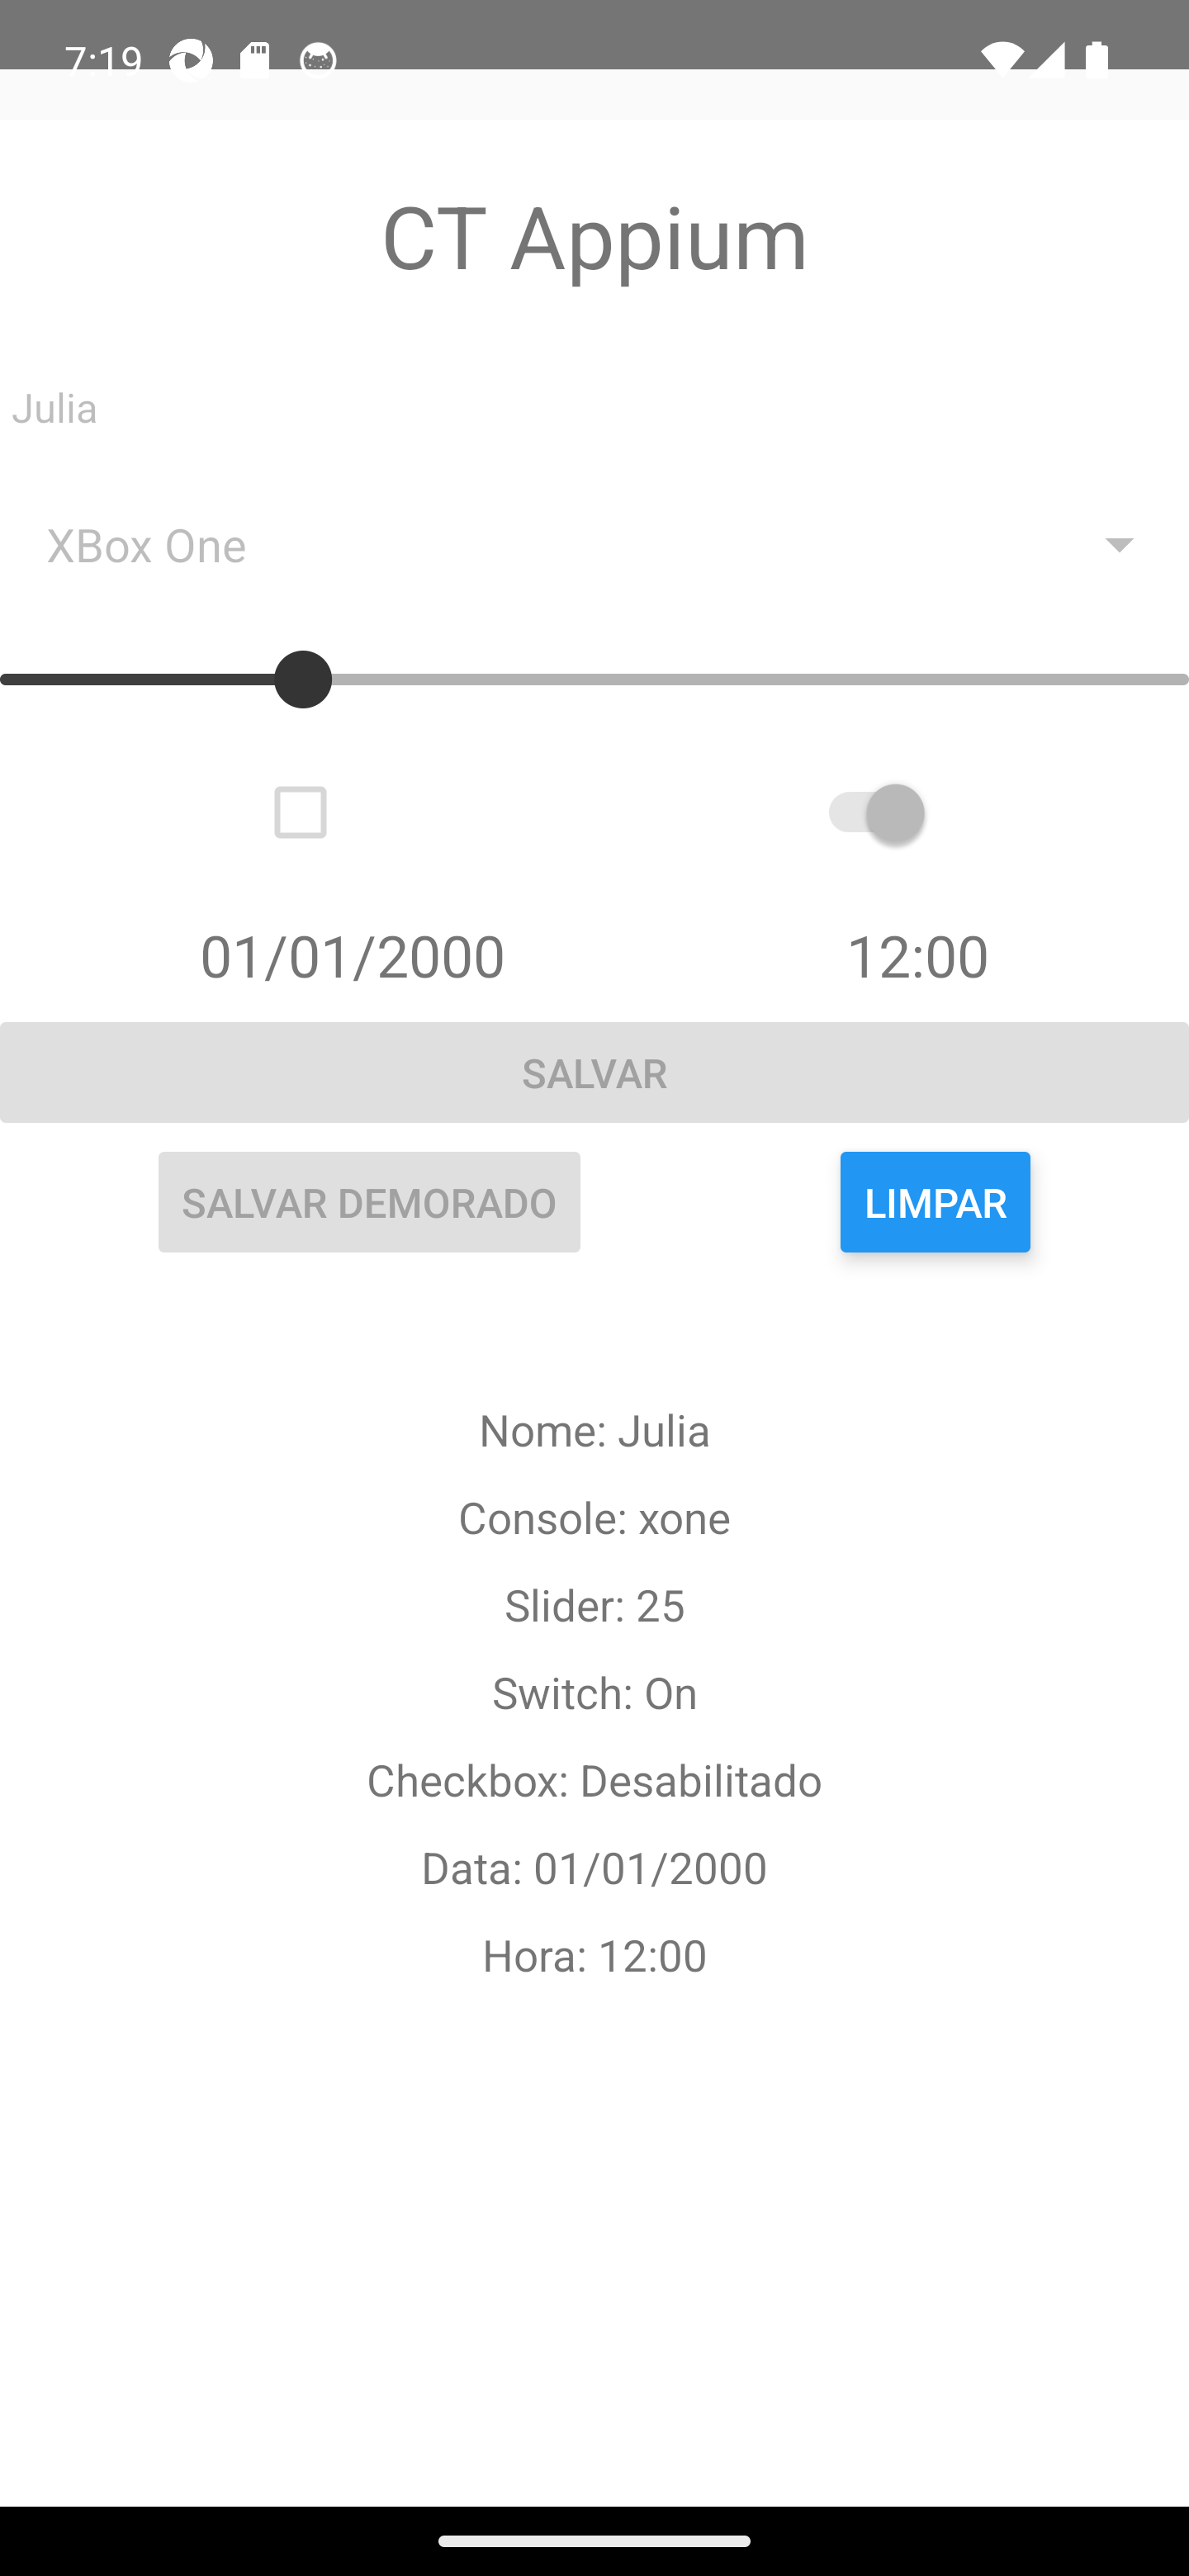 7:19
CT Appium
Julia
XBox One
01/01/2000 12:00
SALVAR
SALVAR DEMORADO LIMPAR
Nome: Julia
Console: xone
Slider: 25
Switch: On
Checkbox: Desabilitado
Data: 01/01/2000
Hora: 12:00